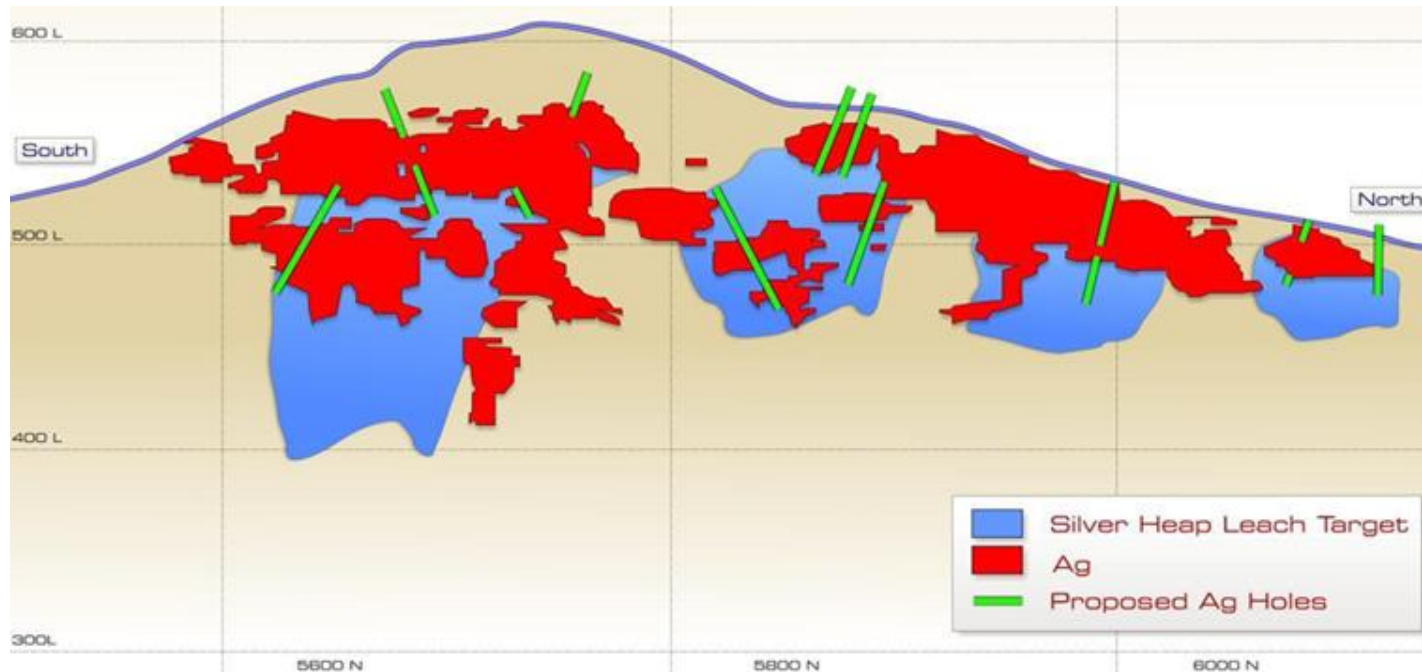 600 L
South
North
500 L
400 L
Silver Heap Leach Target
Ag
Proposed Ag Holes
300L
5600 N
5800 N
6000 N